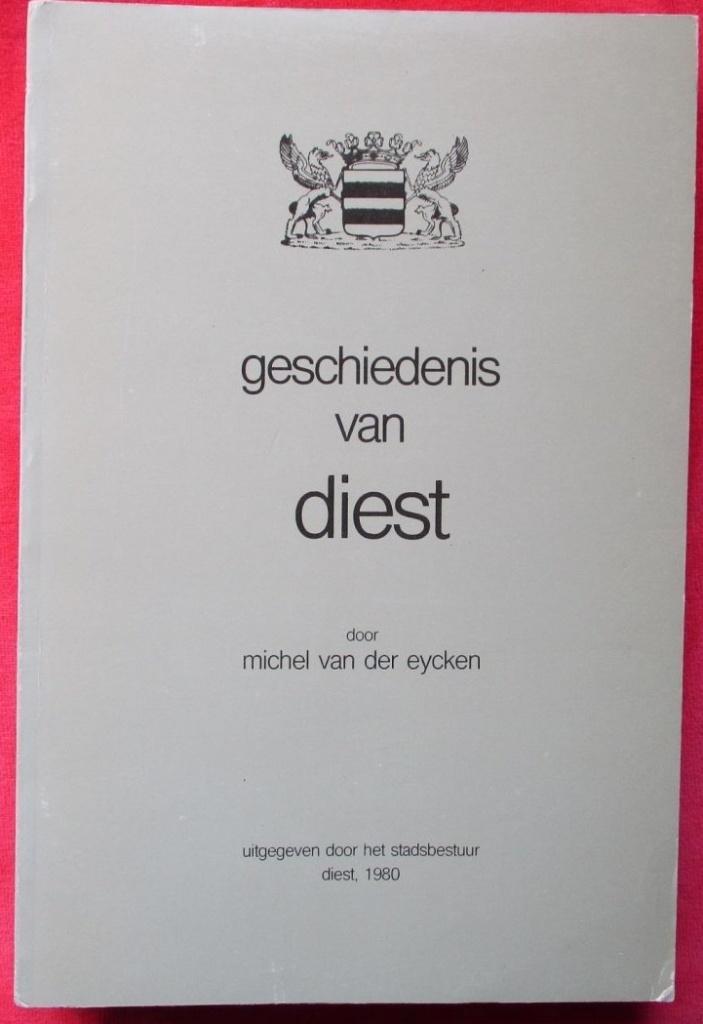 geschiedenis
van
diest
door
michel van der eycken
uitgegeven door het stadsbestuur
diest, 1980